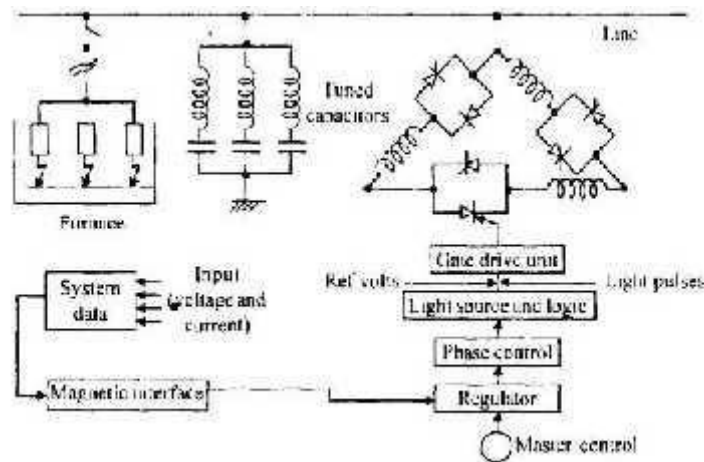 Line
Tuned
capacitors
Furnace
Gate drive unit
Ref volts
Light pulses
Light source and logic
System
data
Input
(voltage and
current)
Phase control
Magnetic interface
Regulator
Master control